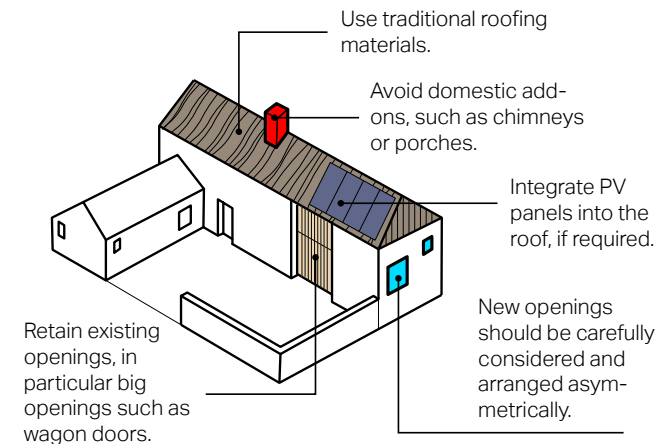 Use traditional roofing
materials.
Avoid domestic add-
ons, such as chimneys
or porches.
Integrate PV
panels into the
roof, if required.
New openings
should be carefully
considered and
arranged asym-
metrically.
Retain existing
openings, in
particular big
openings such as
wagon doors.